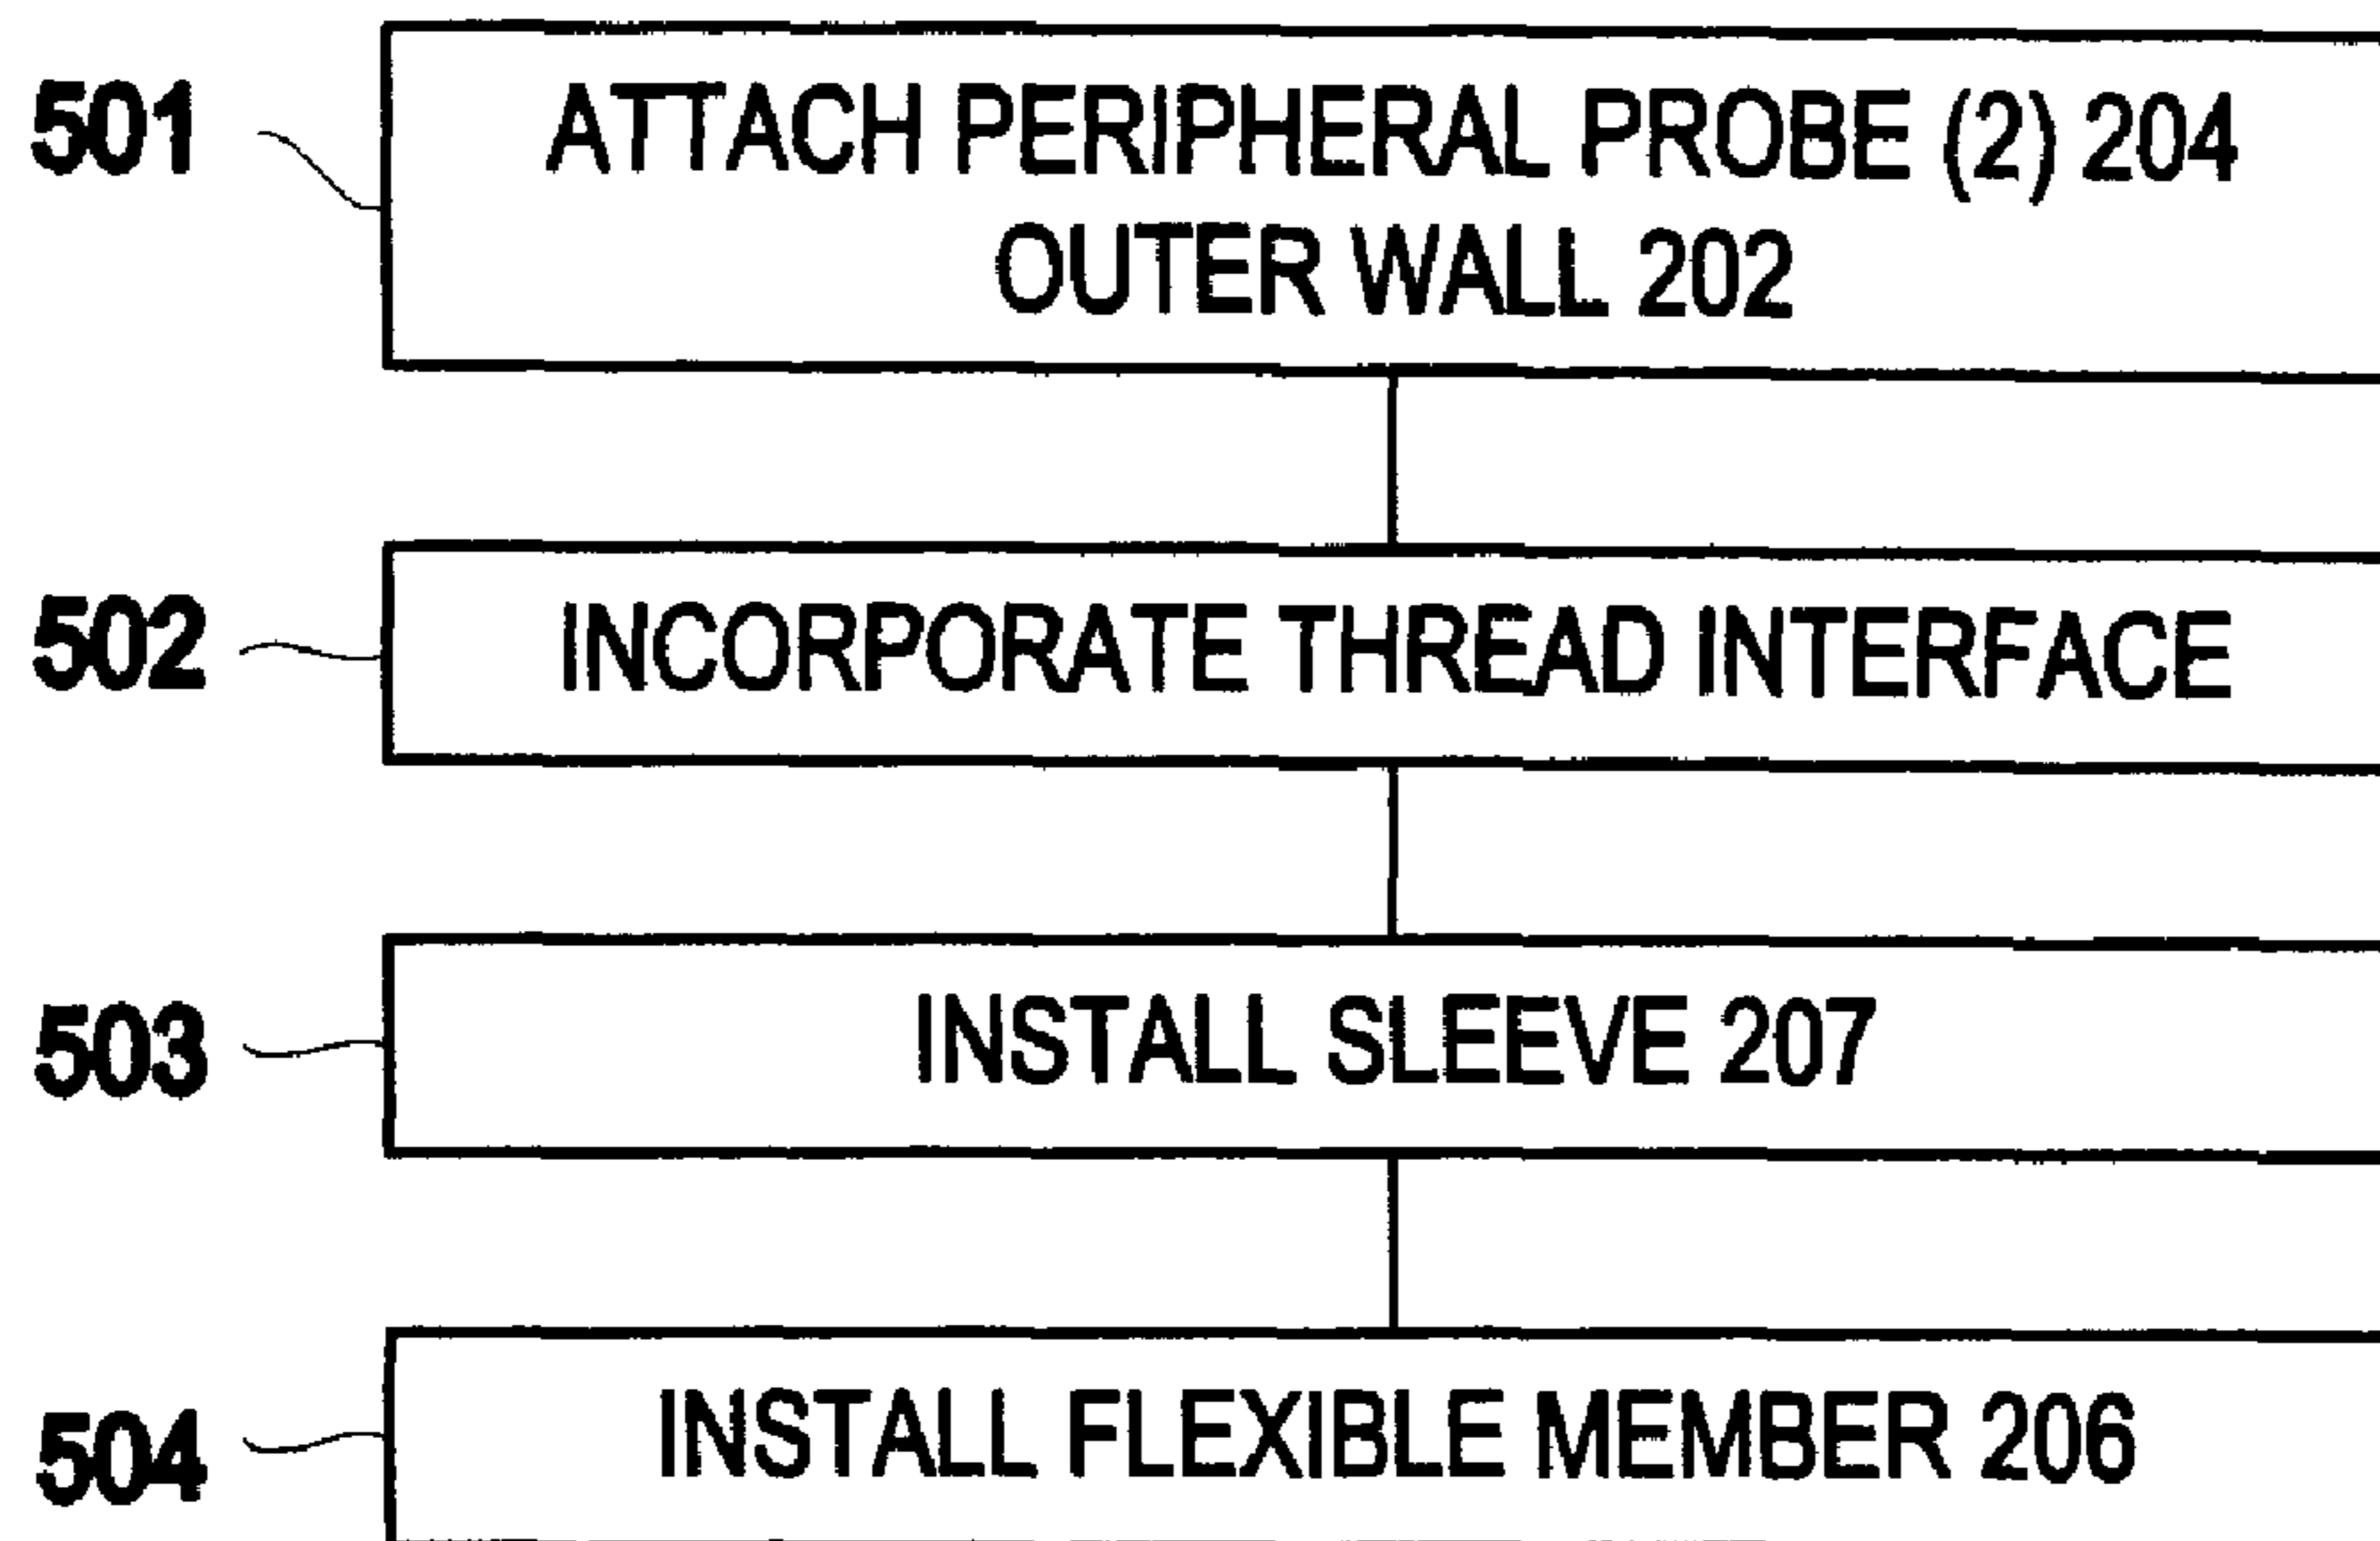 501
ATTACH PERIPHERAL PROBE (2) 204
OUTER WALL 202
502
INCORPORATE THREAD INTERFACE
503
INSTALL SLEEVE 207
504
INSTALL FLEXIBLE MEMBER 206